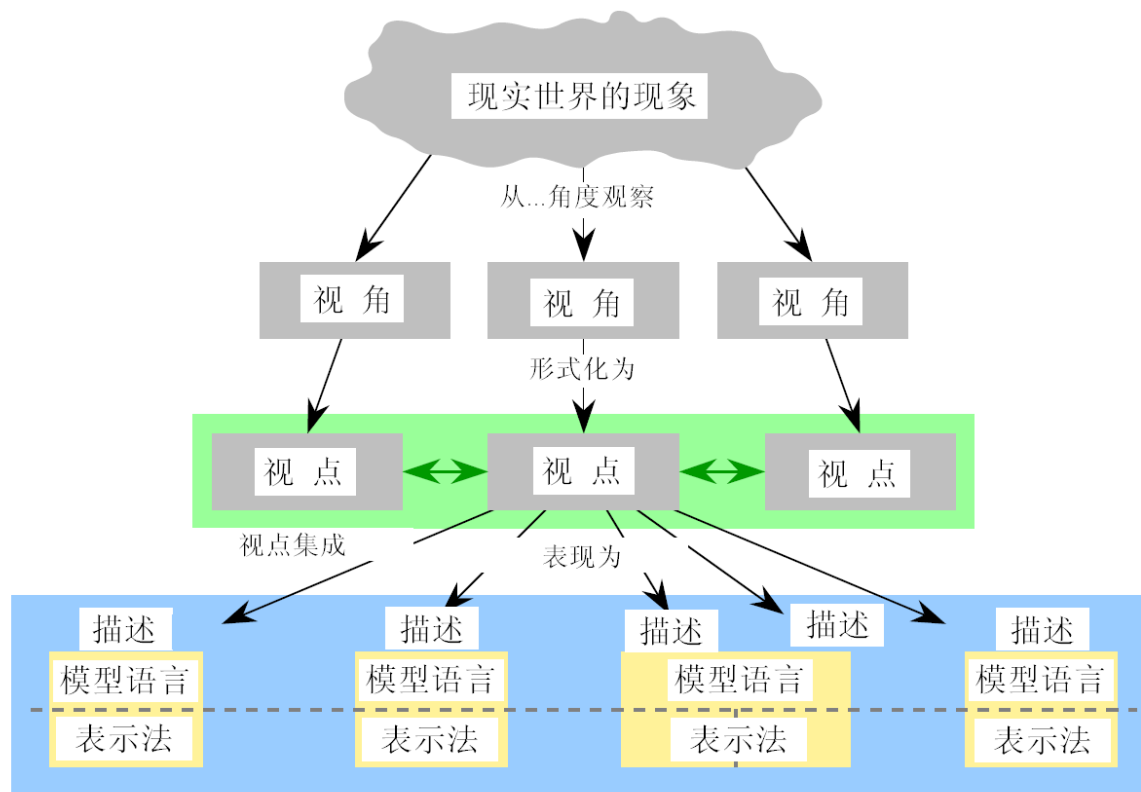 现实世界的现象
从...角度观察
视 角
视 角
视 角
形式化为
视 点
视 点
视 点
视点集成
表现为
描述
描述
描述
描述
描述
模型语言
模型语言
模型语言
模型语言
表示法
表示法
表示法
表示法